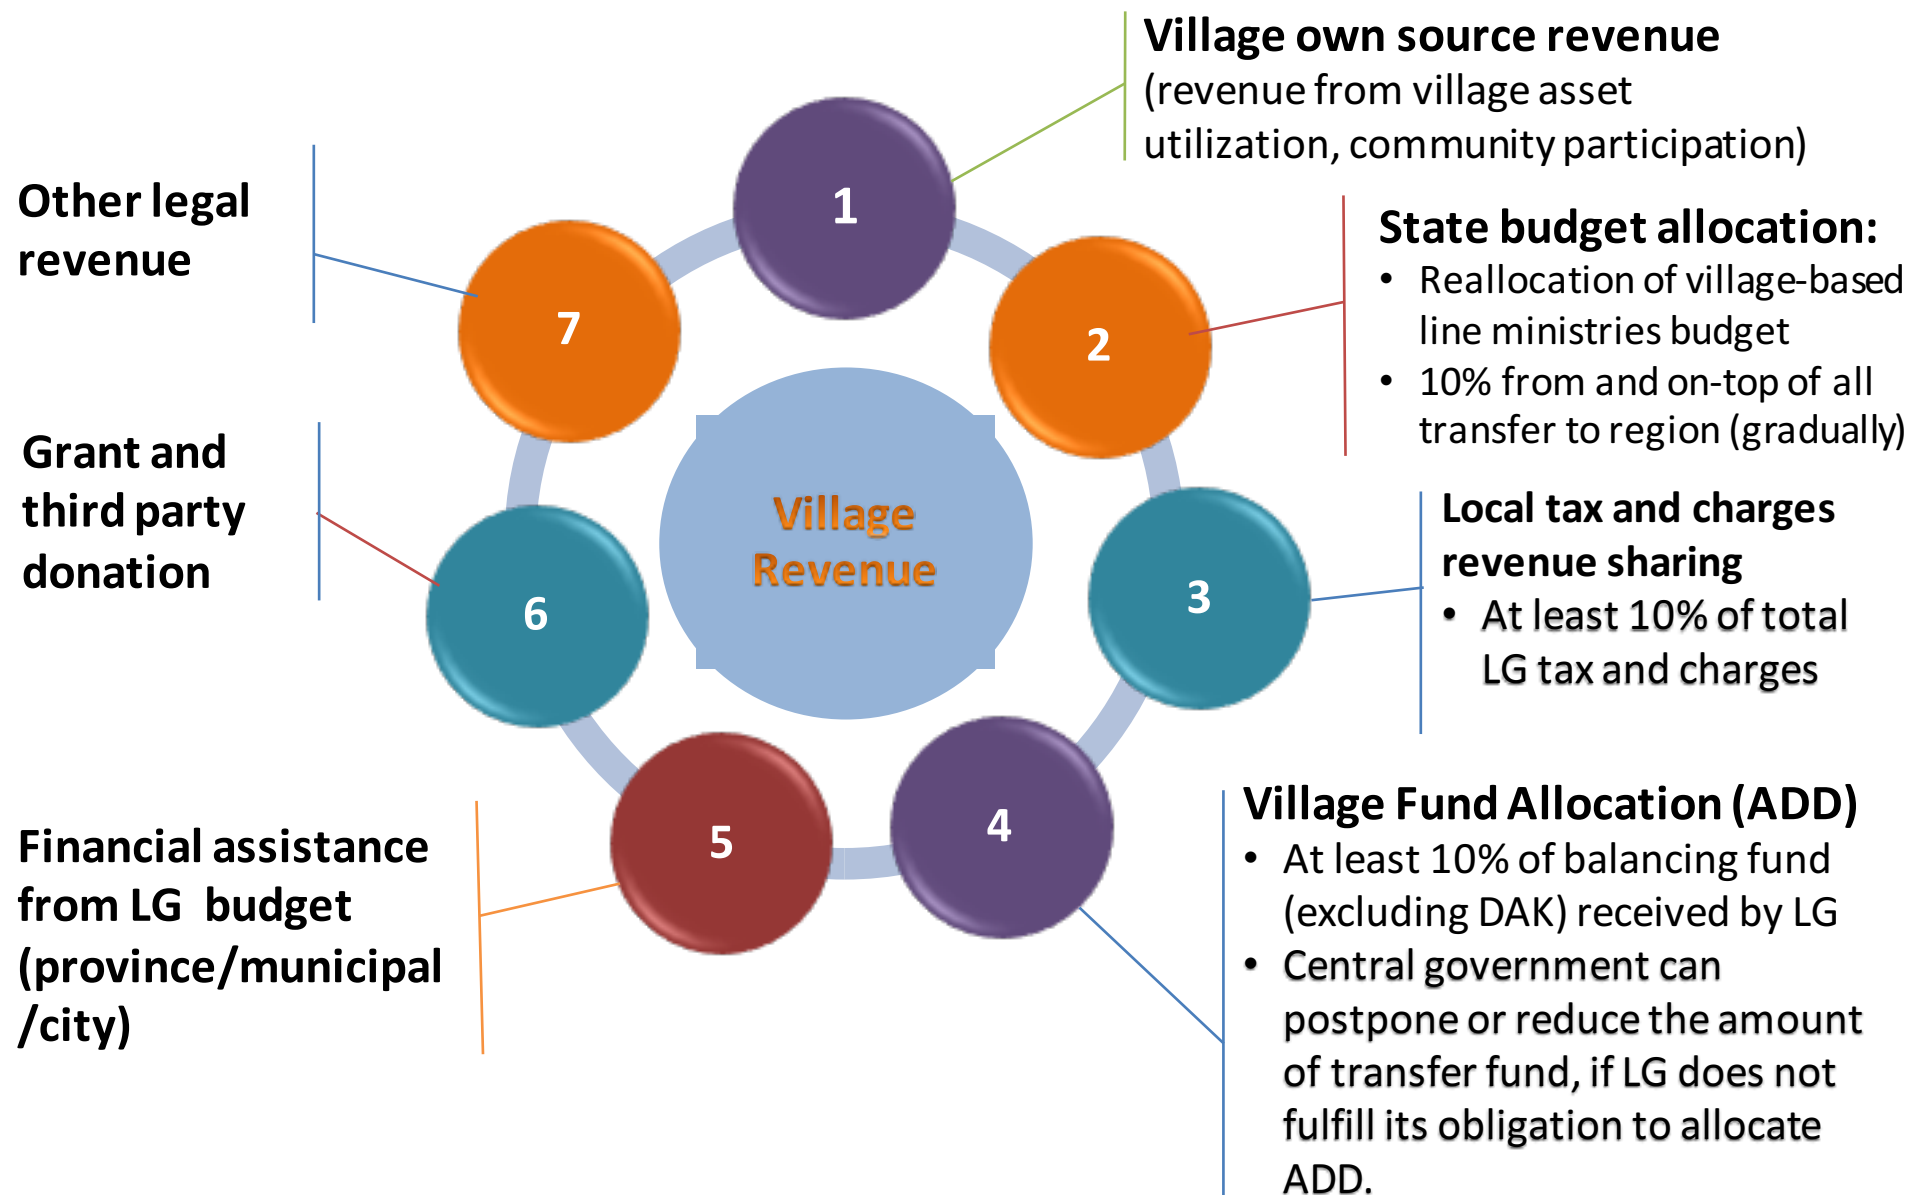 Village own source revenue
(revenue from village asset
utilization, community participation)
1
State budget allocation:
• Reallocation of village-based
line ministries budget
• 10% from and on-top of all
transfer to region (gradually)
2
Local tax and charges
revenue sharing
• At least 10% of total
LG tax and charges
3
Village Fund Allocation (ADD)
• At least 10% of balancing fund
(excluding DAK) received by LG
• Central government can
postpone or reduce the amount
of transfer fund, if LG does not
fulfill its obligation to allocate
ADD.
4
Financial assistance
from LG budget
(province/municipal
/city)
5
Grant and
third party
donation
6
Other legal
revenue
7
Village
Revenue